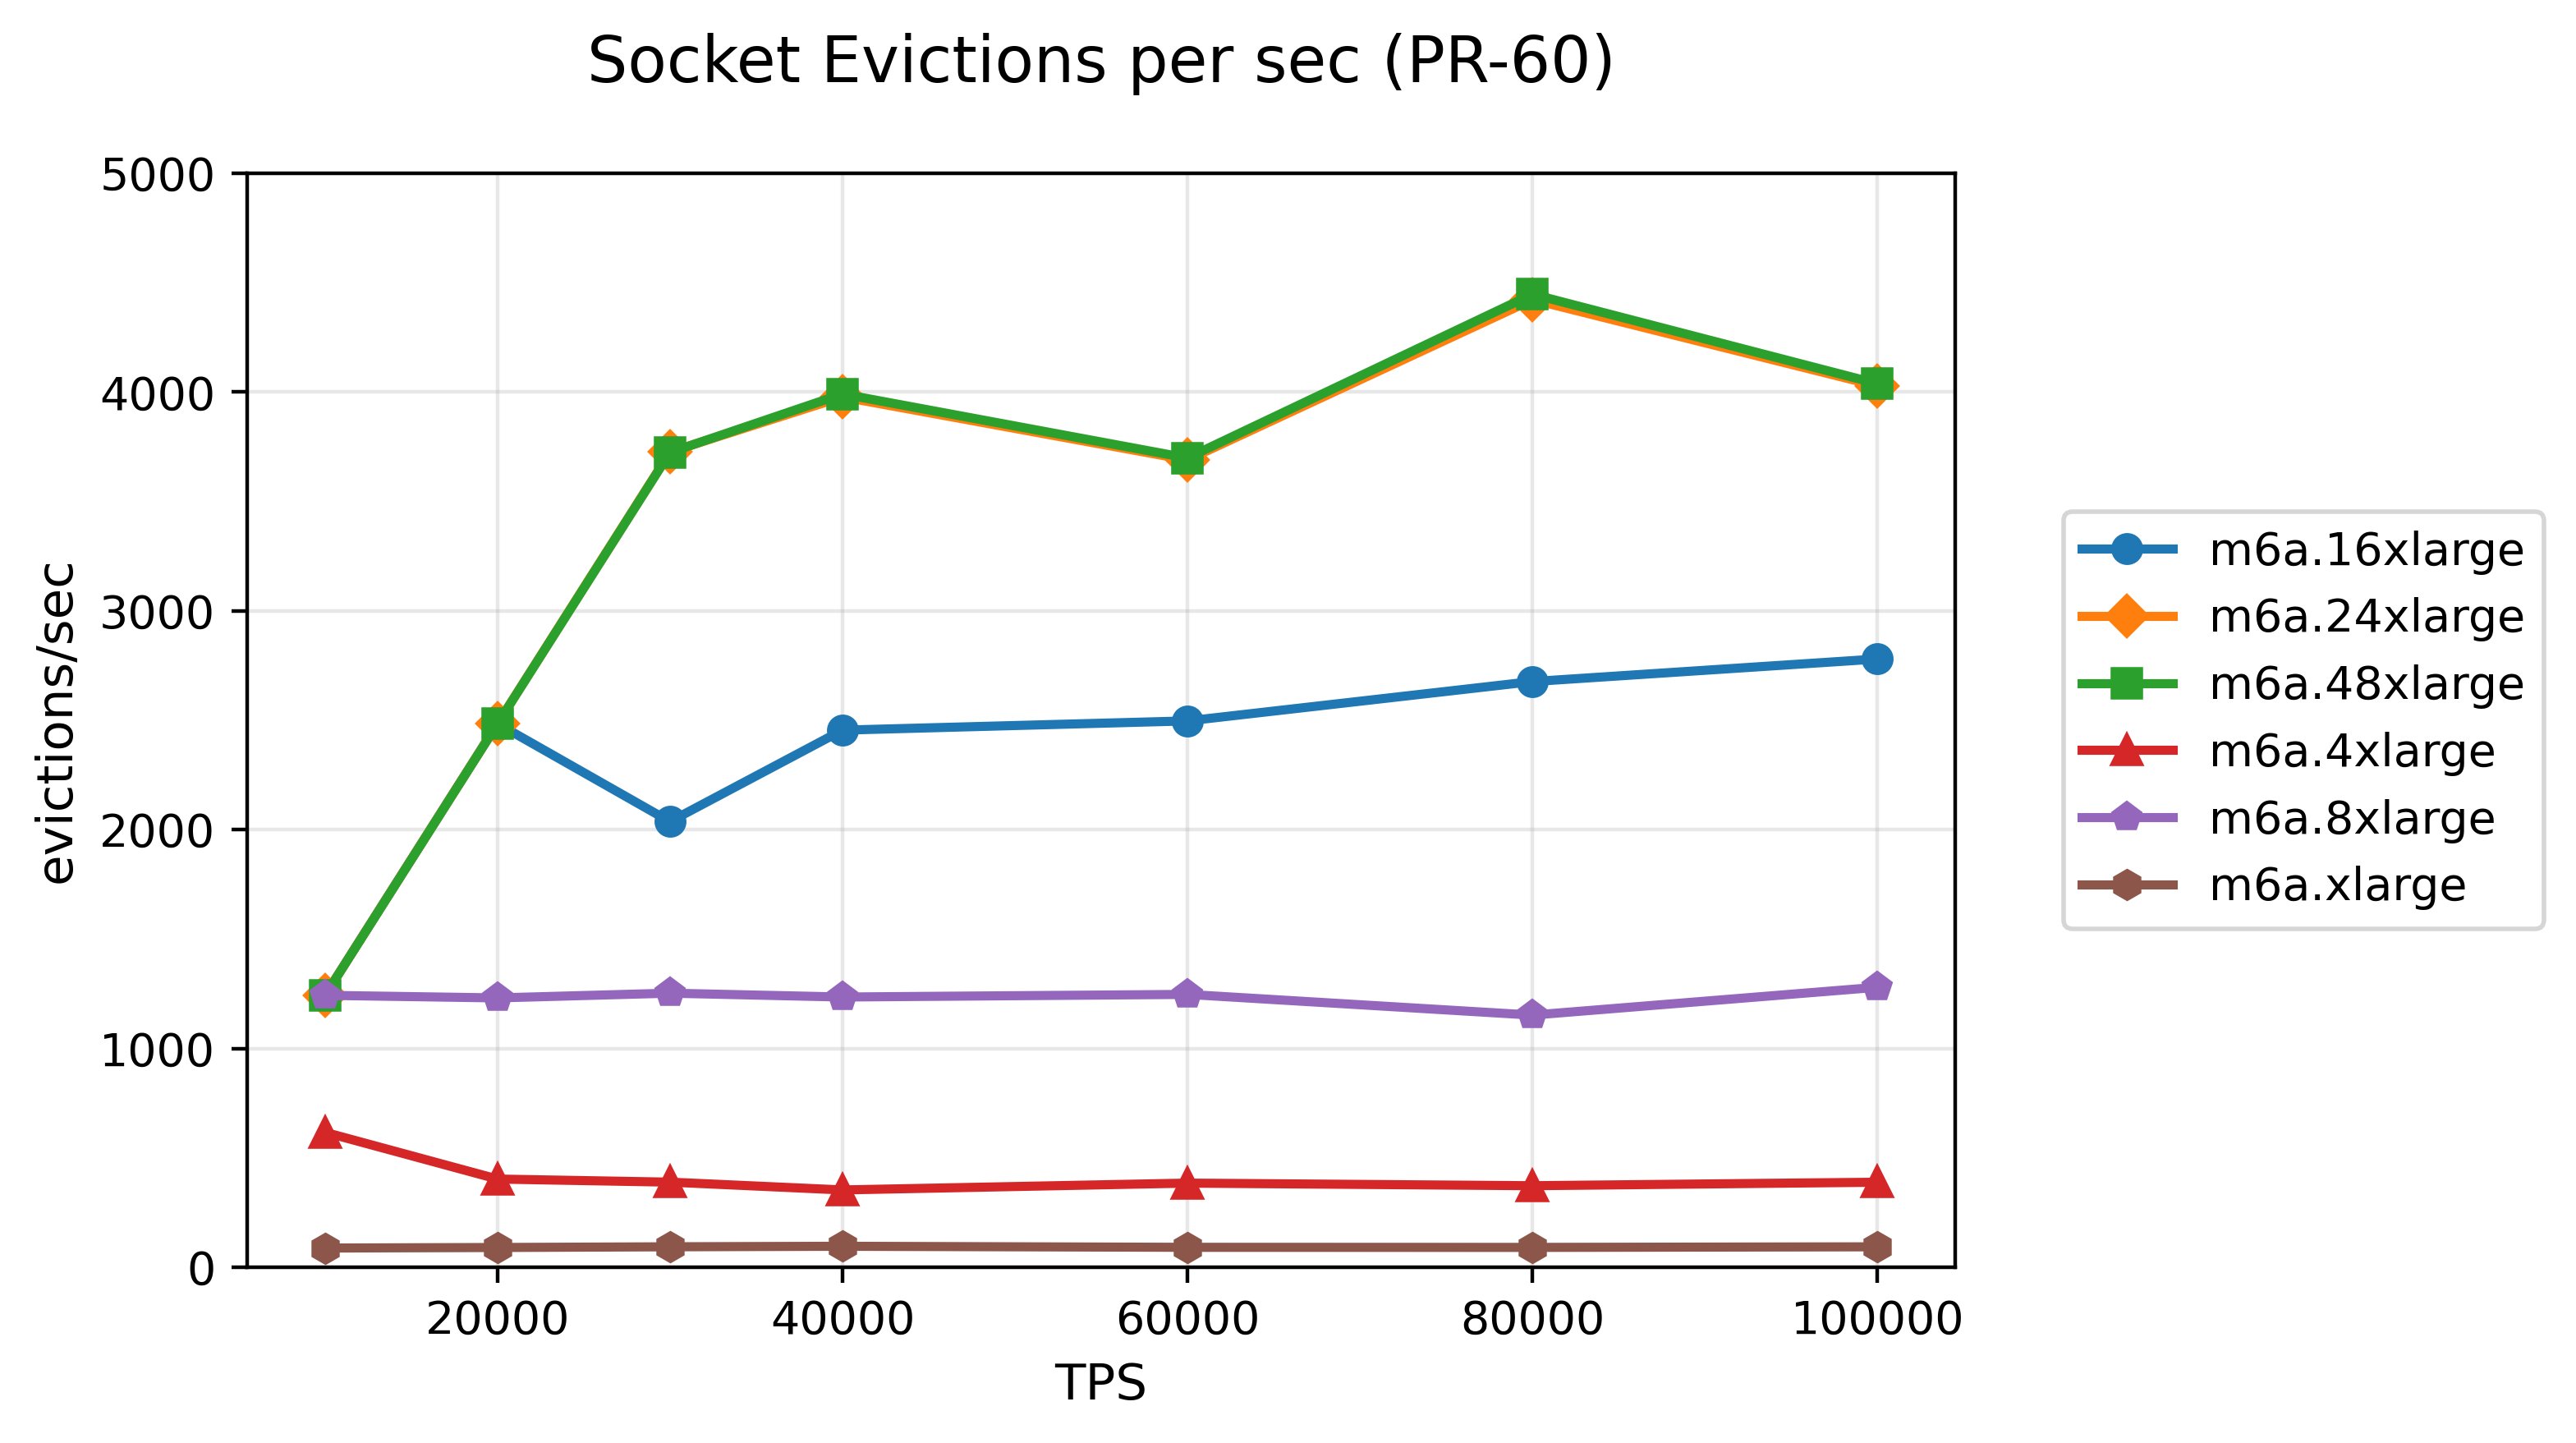 Socket Evictions per sec (PR-60)
5000
4000
3000
2000
1000
0
evictions/sec
20000 40000 60000 80000 100000
TPS
m6a.16xlarge
m6a.24xlarge
m6a.48xlarge
m6a.4xlarge
m6a.8xlarge
m6a.xlarge